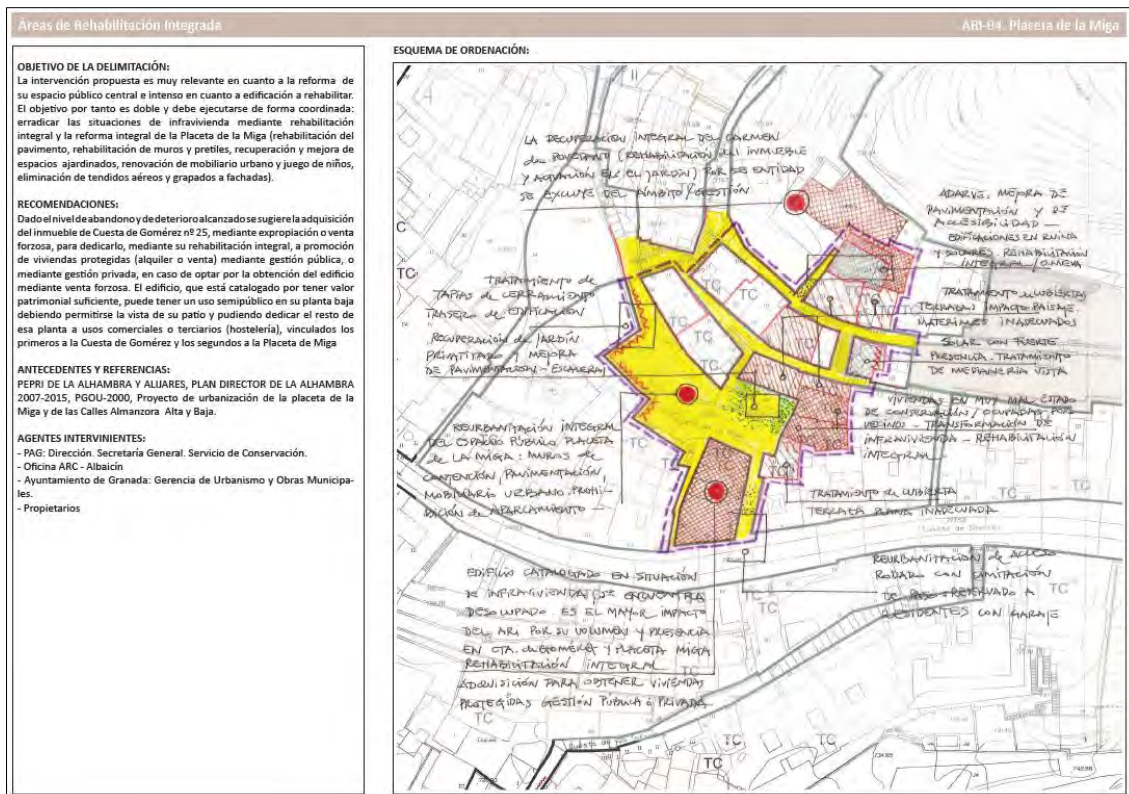 Áreas de Rehabilitación Integrada
ARI-04. Placera de la Miga
OBJETIVO DE LA DELIMITACIÓN:
La intervención propuesta es muy relevante en cuanto a la reforma de
su espacio público central e intenso en cuanto a edificación a rehabilitar.
El objetivo por tanto es doble y debe ejecutarse de forma coordinada:
erradicar las situaciones de infravivienda mediante rehabilitación
integral y la reforma integral de la Placeta de la Miga (rehabilitación del
pavimento, rehabilitación de muros y pretiles, recuperación y mejora de
espacios ajardinados, renovación de mobiliario urbano y juego de niños,
eliminación de tendidos aéreos y grapados a fachadas).
RECOMENDACIONES:
Dado el nivel de abandono y de deterioro alcanzado se sugiere la adquisición
del inmueble de Cuesta de Gomérez nº 25, mediante expropiación o venta
forzosa, para dedicarlo, mediante su rehabilitación integral, a promoción
de viviendas protegidas (alquiler o venta) mediante gestión pública, o
mediante gestión privada, en caso de optar por la obtención del edificio
mediante venta forzosa. El edificio, que está catalogado por tener valor
patrimonial suficiente, puede tener un uso semipúblico en su planta baja
debiendo permitirse la vista de su patio y pudiendo dedicar el resto de
esa planta a usos comerciales o terciarios (hostelería), vinculados los
primeros a la Cuesta de Gomérez y los segundos a la Placeta de Miga
ANTECEDENTES Y REFERENCIAS:
PEPRI DE LA ALHAMBRA Y ALIJARES, PLAN DIRECTOR DE LA ALHAMBRA
2007-2015, PGOU-2000, Proyecto de urbanización de la placeta de la
Miga y de las Calles Almanzora Alta y Baja.
AGENTES INTERVINIENTES:
- PAG: Dirección. Secretaría General. Servicio de Conservación.
- Oficina ARC - Albaicín
- Ayuntamiento de Granada: Gerencia de Urbanismo y Obras Municipa-
les.
- Propietarios
ESQUEMA DE ORDENACIÓN:
LA RECUPERACIÓN INTEGRAL DEL CARMEN
de (REHABILITACIÓN del INMUEBLE
Y ACTUACIÓN EN EL JARDÍN) POR SU ENTIDAD
SE EXCLUYE DEL ÁMBITO / GESTIÓN
ADARVE. MEJORA DE
PAVIMENTACIÓN Y DE
ACCESIBILIDAD
EDIFICACIONES EN RUINA
Y SOLARES. REHABILITACIÓN
INTEGRAL / O.NUEVA
TRATAMIENTO de CUBIERTAS
TERRAZAS IMPACTO PAISAJE.
MATERIALES INADECUADOS
SOLAR CON FUERTE
PRESENCIA. TRATAMIENTO
DE MEDIANERÍA VISTA
VIVIENDAS EN MUY MAL ESTADO
DE CONSERVACIÓN / OCUPADAS POR
VECINOS - TRANSFORMACIÓN DE
INFRAVIVIENDA - REHABILITACIÓN
INTEGRAL
TRATAMIENTO de CUBIERTA
TERRAZA PLANA INADECUADA
REURBANIZACIÓN de ACCESO
RODADO CON LIMITACIÓN
DE PASO - RESERVADO A
RESIDENTES CON GARAJE
TRATAMIENTO de
TAPIAS de CERRAMIENTO
TRASERO de EDIFICACIÓN
RECUPERACIÓN de JARDÍN
PRIVATIZADO Y MEJORA
DE PAVIMENTACIÓN - ESCALERAS
REURBANIZACIÓN INTEGRAL
DEL ESPACIO PÚBLICO PLACETA
de LA MIGA: MUROS de
CONTENCIÓN, PAVIMENTACIÓN,
MOBILIARIO URBANO. PROHI-
BICIÓN de APARCAMIENTO
EDIFICIO CATALOGADO EN SITUACIÓN
DE INFRAVIVIENDA (SE ENCUENTRA
DESOCUPADO. ES EL MAYOR IMPACTO
DEL ARI POR SU VOLUMEN Y PRESENCIA
EN CTA. de GOMÉREZ Y PLACETA MIGA
REHABILITACIÓN INTEGRAL
ADQUISICIÓN PARA OBTENER VIVIENDAS
PROTEGIDAS GESTIÓN PÚBLICA ó PRIVADA
TC
TC
TC
TC
TC
TC
TC
TC
TC